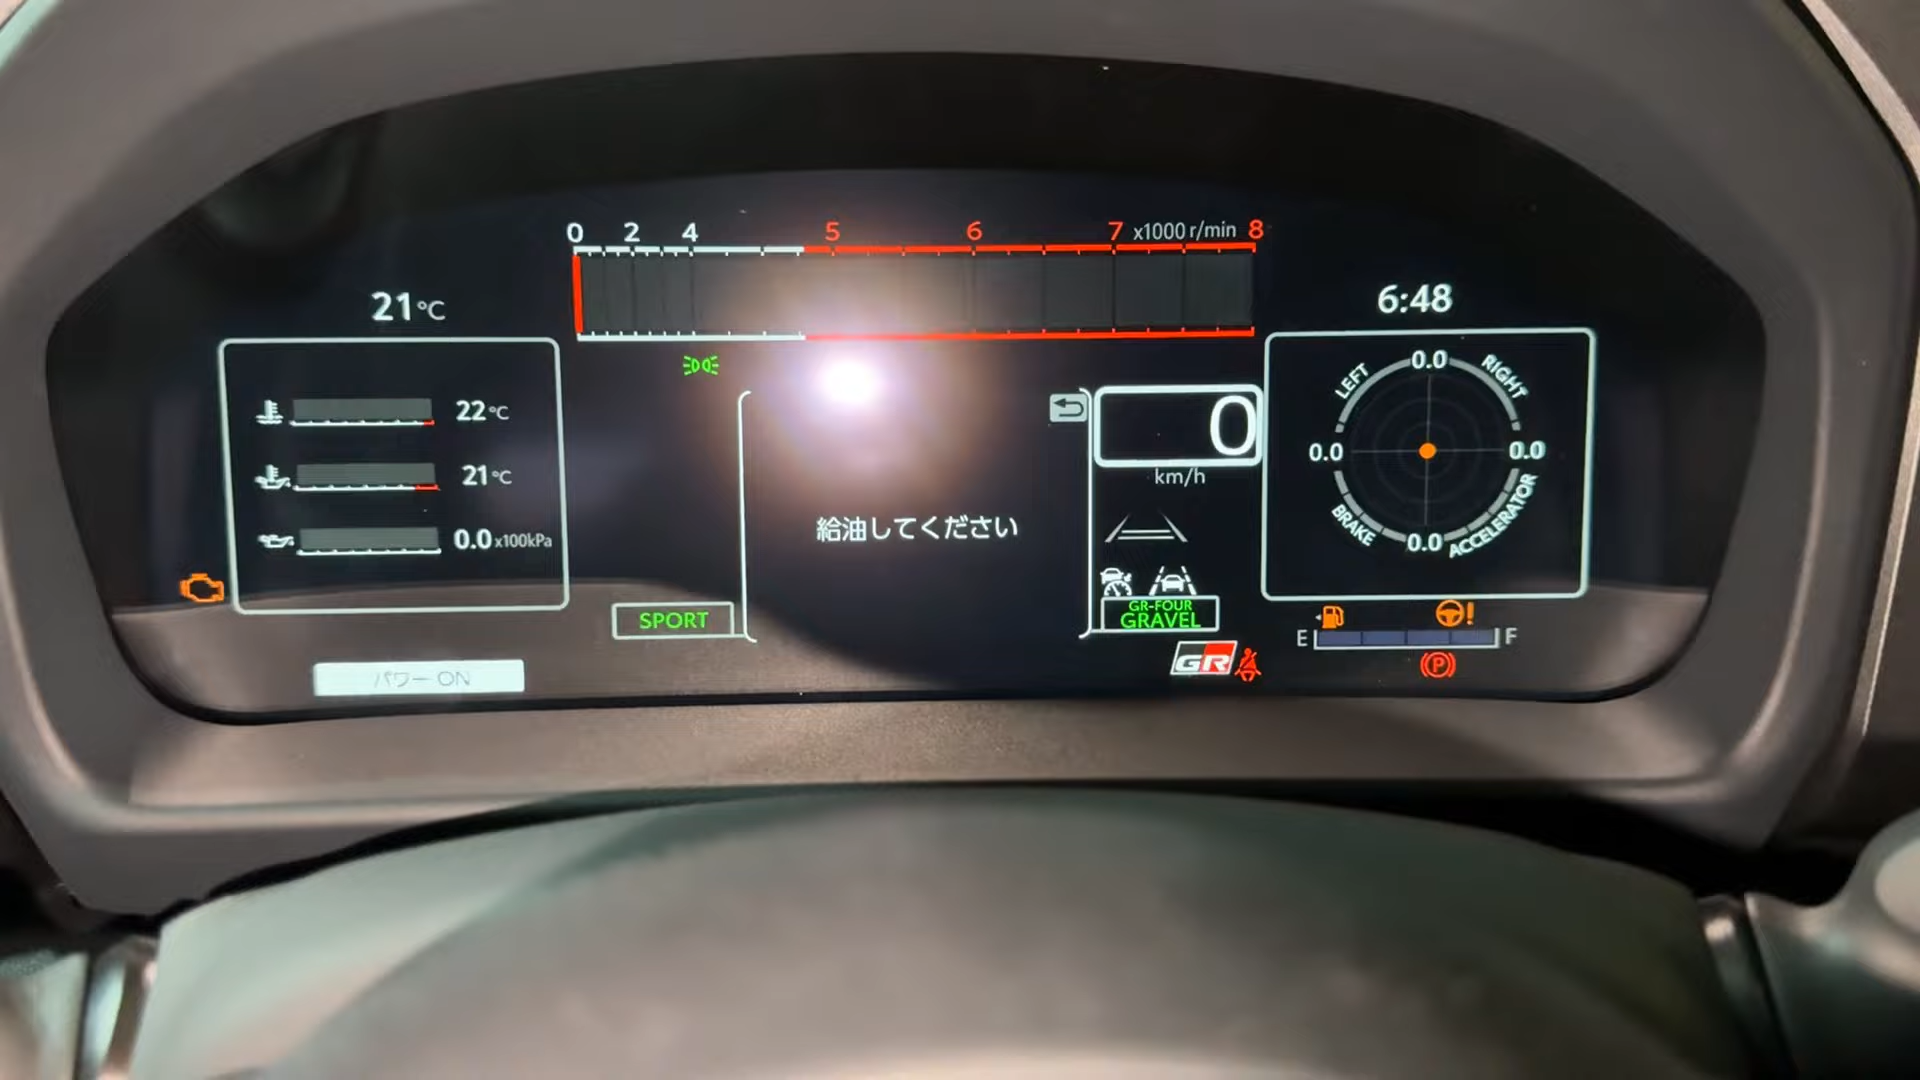 0 2 4 5 6 7 x1000 r/min 8
21℃
6:48
22℃
21℃
0.0 x100kPa
0
km/h
給油してください
0.0
LEFT
RIGHT
0.0
0.0
BRAKE
0.0
ACCELERATOR
SPORT
GR-FOUR
GRAVEL
GR
E
F
P
パワー ON